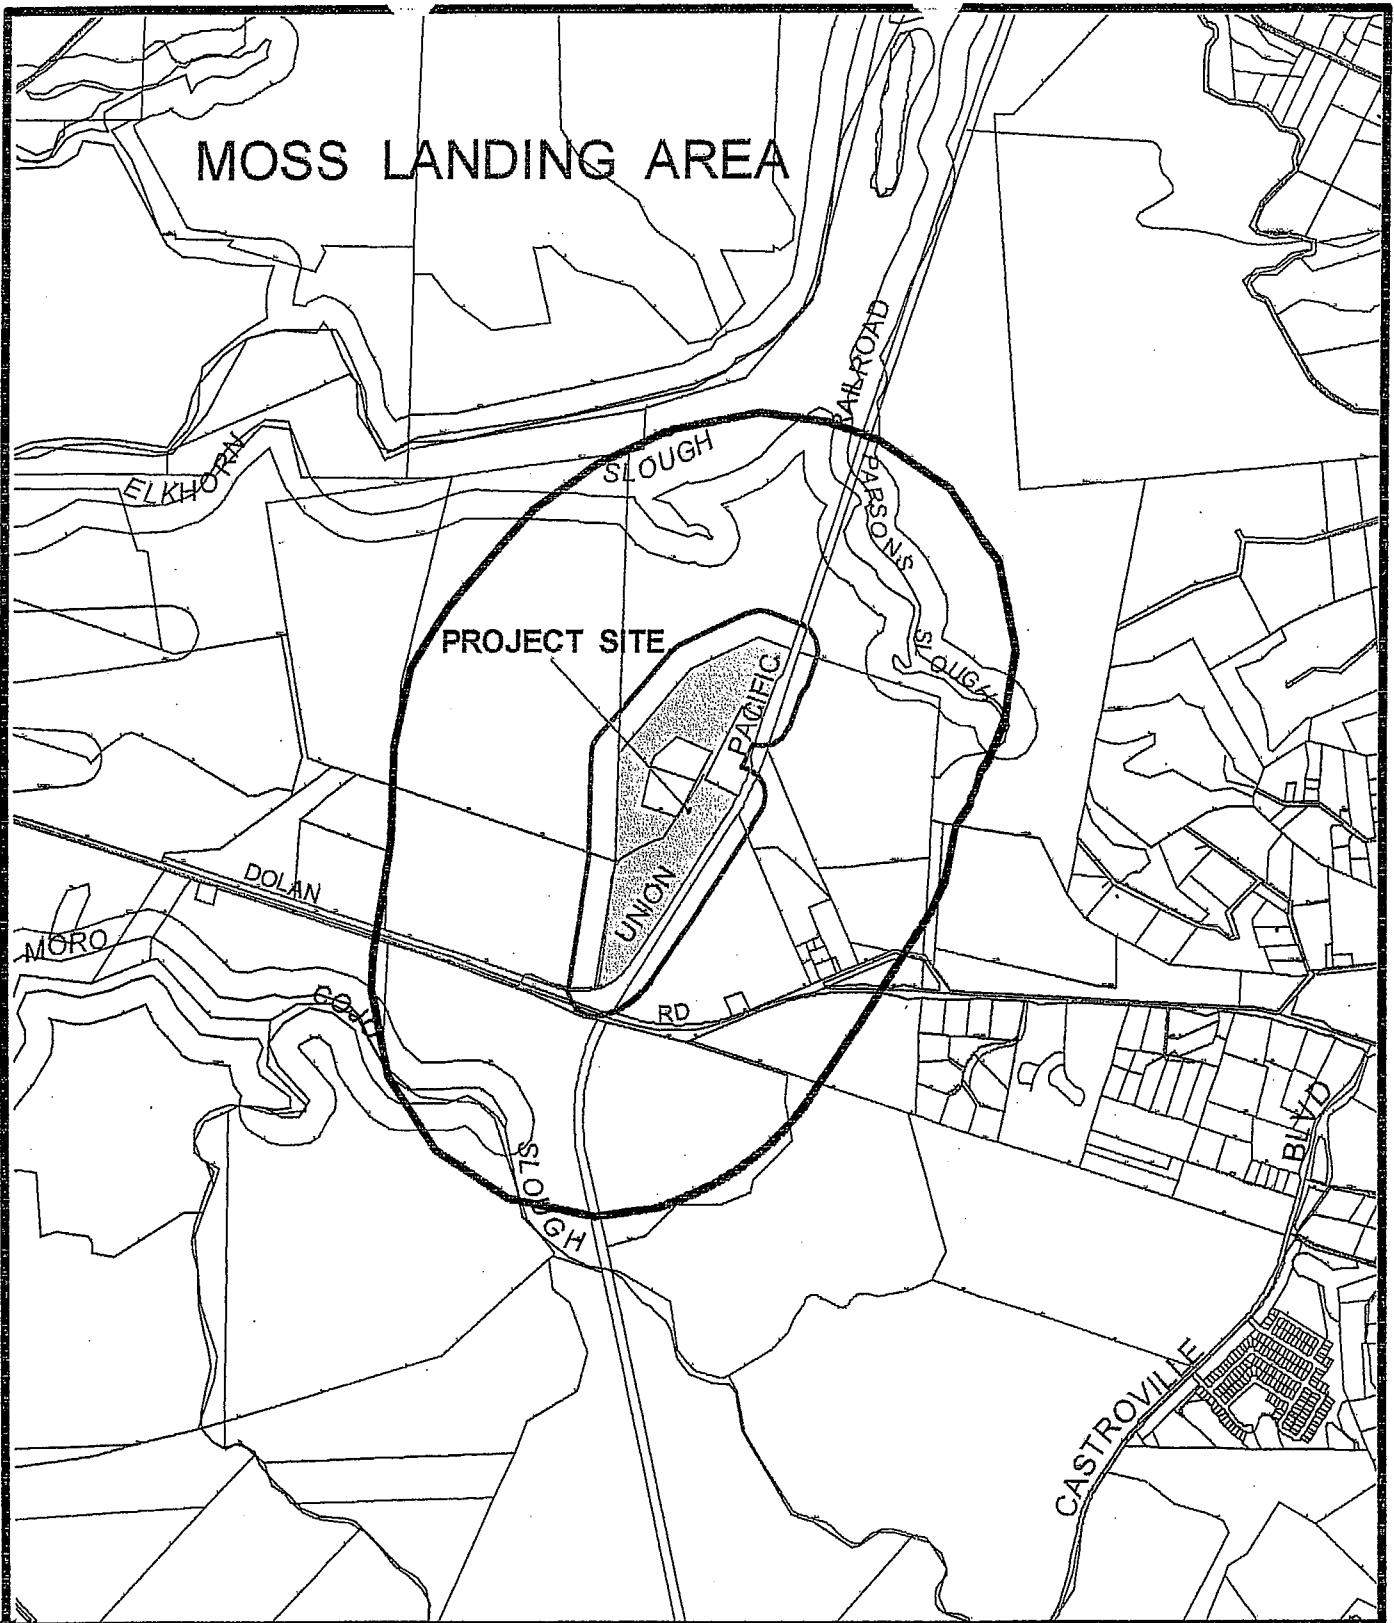 MOSS LANDING AREA
RAILROAD
SLOUGH
ELKHORN
PARSONS
SLOUGH
PROJECT SITE
PACIFIC
UNION
DOLAN
MORO
COJO
RD
SLOUGH
BLVD
CASTROVILLE